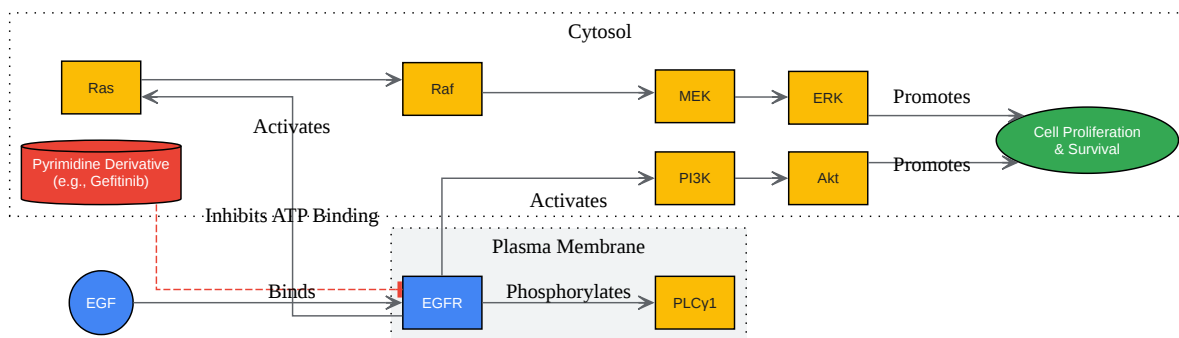 Cytosol
Ras
Raf
MEK
ERK
Promotes
Activates
Cell Proliferation
& Survival
Pyrimidine Derivative
(e.g., Gefitinib)
PI3K
Akt
Promotes
Activates
Inhibits ATP Binding
Plasma Membrane
EGF
Binds
EGFR
Phosphorylates
PLCγ1